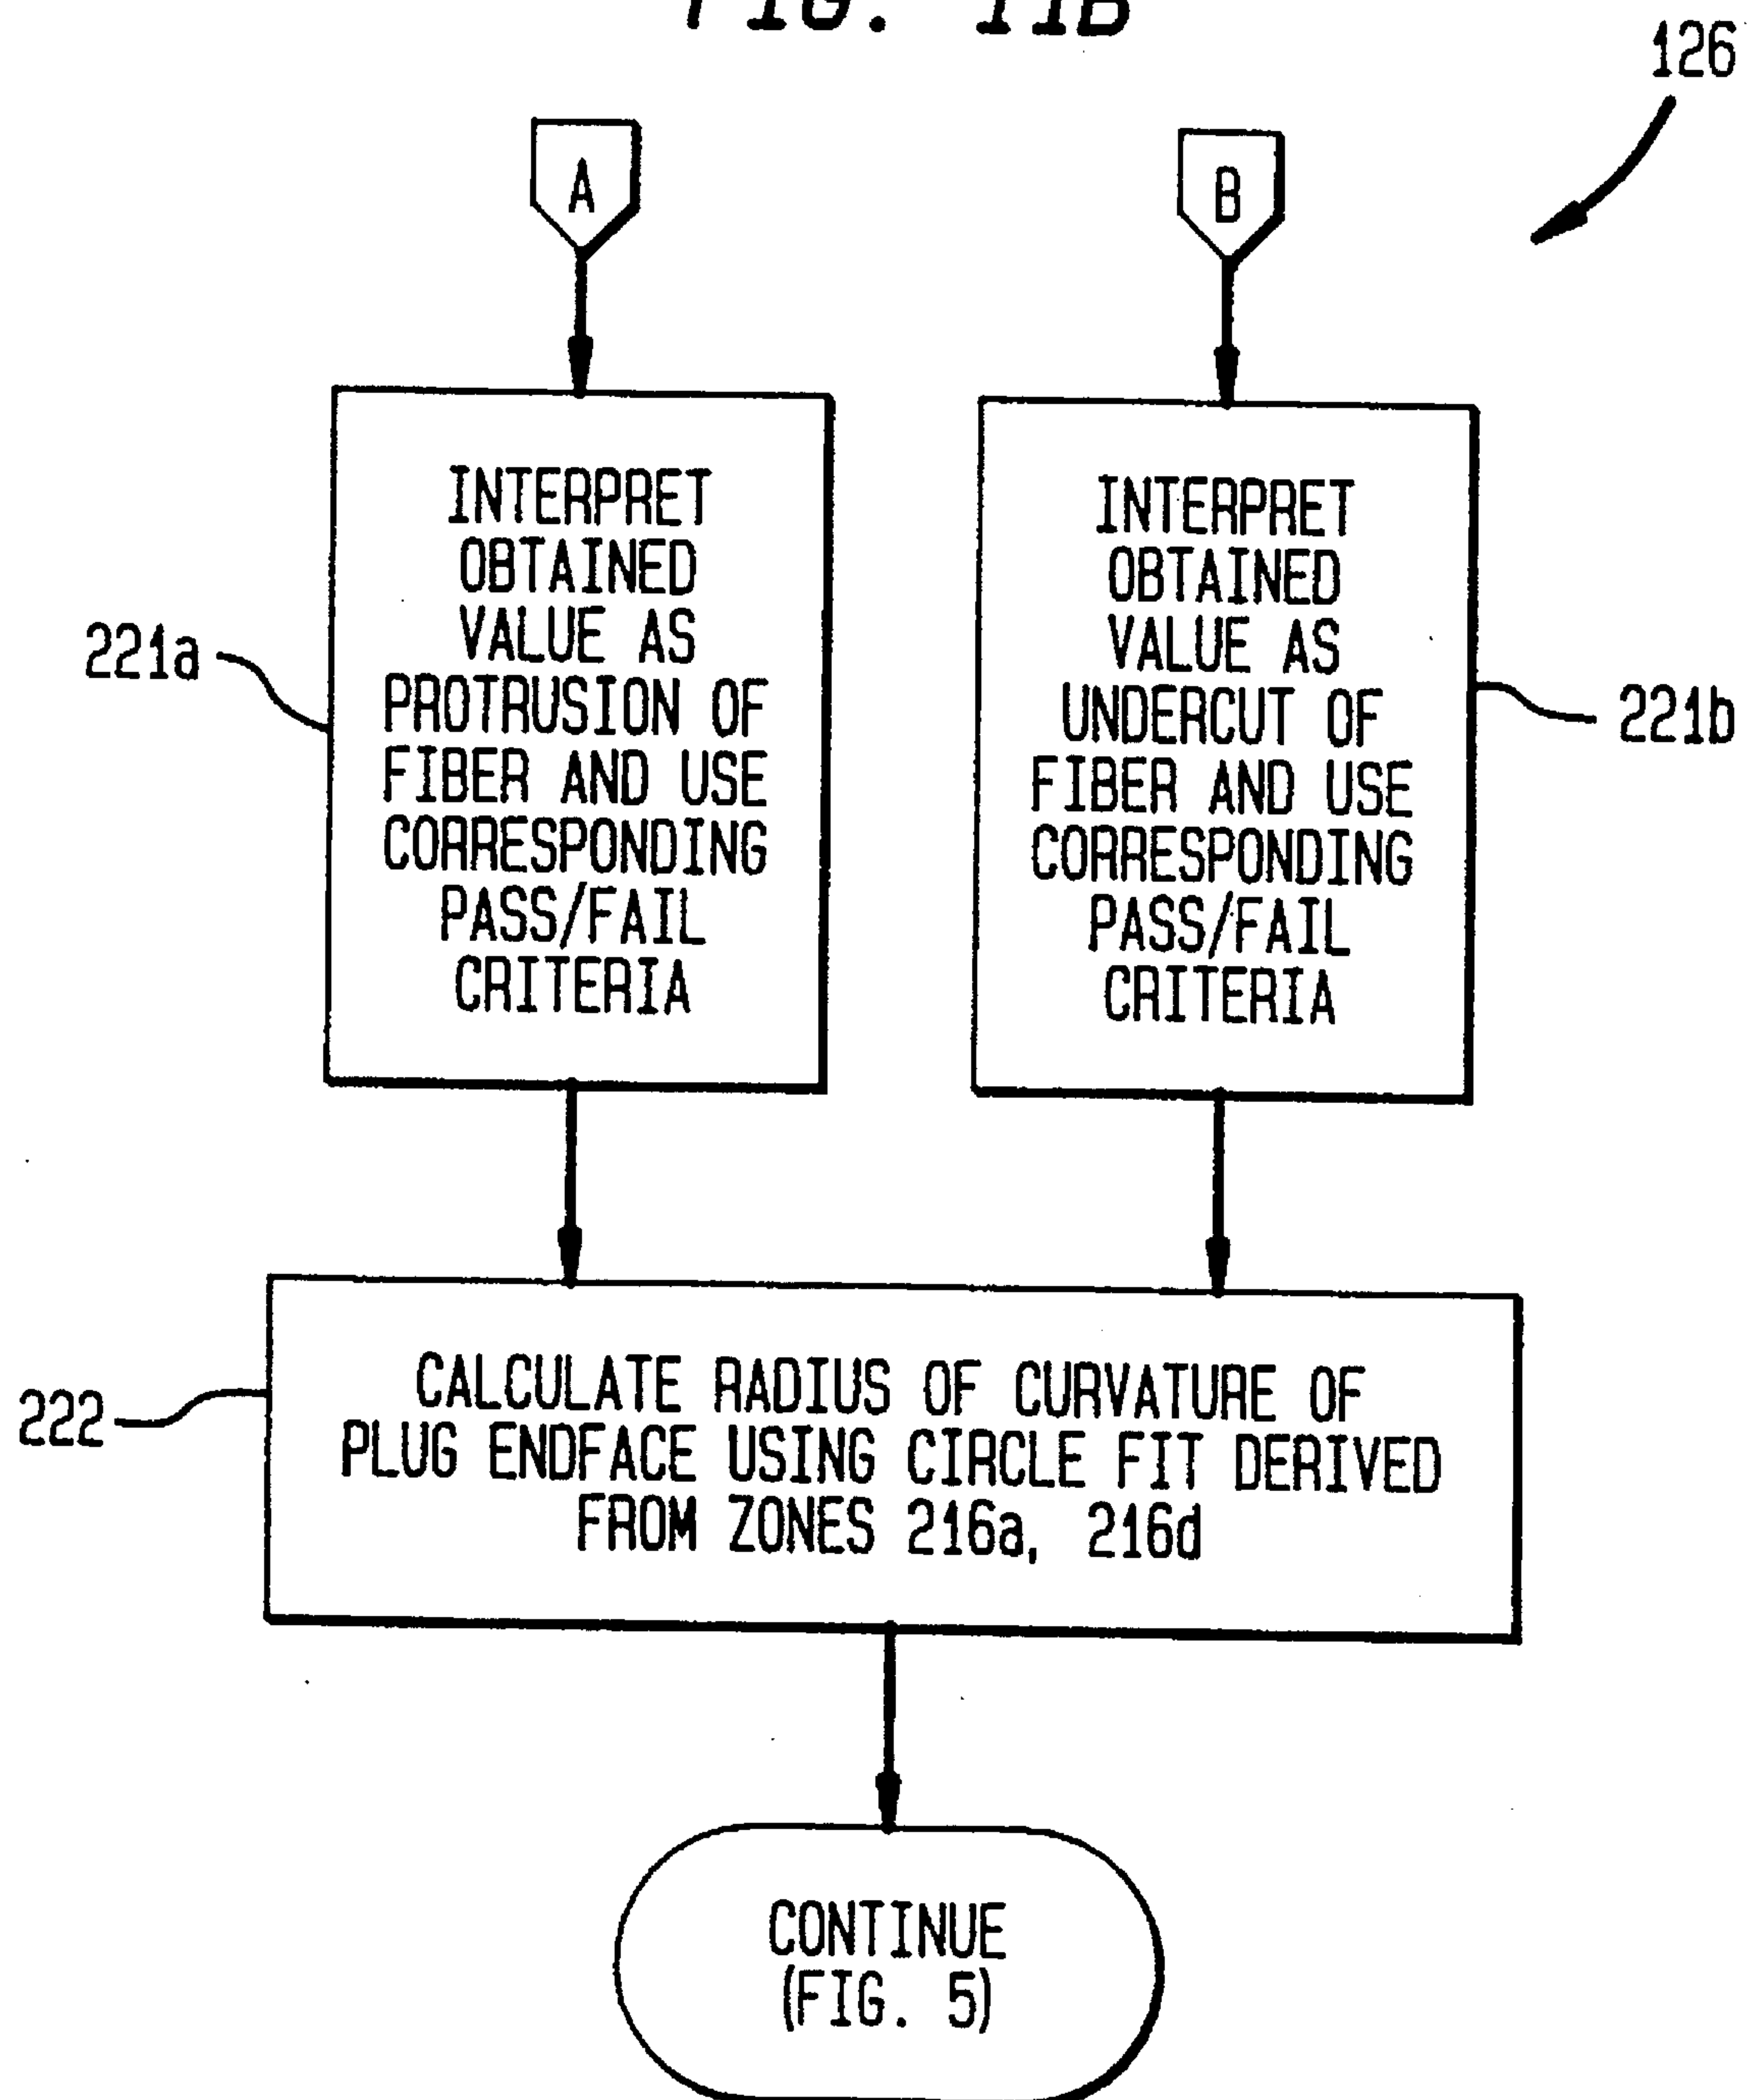 FIG. 11B
126
A
B
INTERPRET
OBTAINED
VALUE AS
PROTRUSION OF
FIBER AND USE
CORRESPONDING
PASS/FAIL
CRITERIA
221a
INTERPRET
OBTAINED
VALUE AS
UNDERCUT OF
FIBER AND USE
CORRESPONDING
PASS/FAIL
CRITERIA
221b
222
CALCULATE RADIUS OF CURVATURE OF
PLUG ENDFACE USING CIRCLE FIT DERIVED
FROM ZONES 216a, 216d
CONTINUE
(FIG. 5)